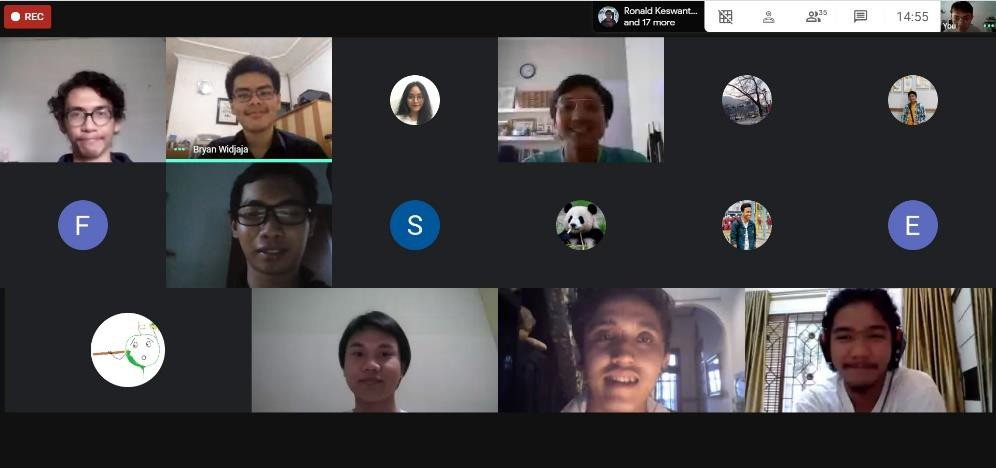 REC
Ronald Keswant...
and 17 more
35
14:55
You
Bryan Widjaja
F
S
E